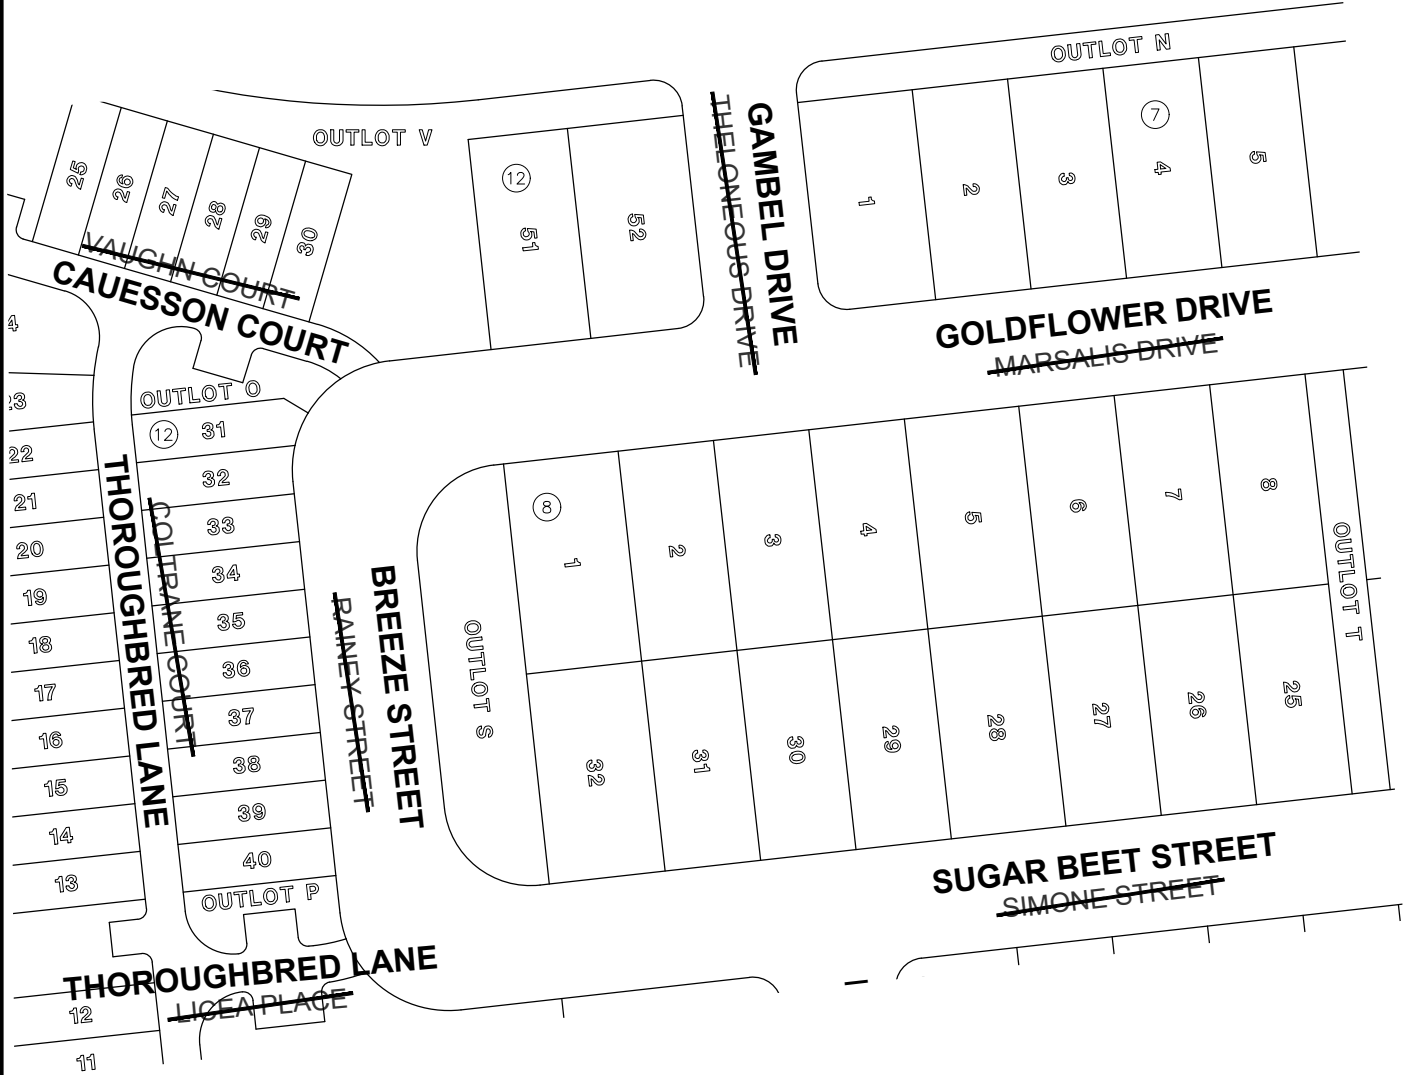 OUTLOT N
OUTLOT V
THELONEOUS DRIVE
GAMBEL DRIVE
7
12
25
26
27
28
29
30
51
52
1
2
3
4
5
VAUGHN COURT
CAUESSON COURT
GOLDFLOWER DRIVE
MARSALIS DRIVE
OUTLOT O
12
31
32
33
34
35
36
37
38
39
40
OUTLOT P
23
22
21
20
19
18
17
16
15
14
13
12
11
THOROUGHBRED LANE
COLTRANE COURT
RAINEY STREET
BREEZE STREET
OUTLOT S
8
1
2
3
4
5
6
7
8
OUTLOT T
32
31
30
29
28
27
26
25
SUGAR BEET STREET
SIMONE STREET
THOROUGHBRED LANE
LICEA PLACE